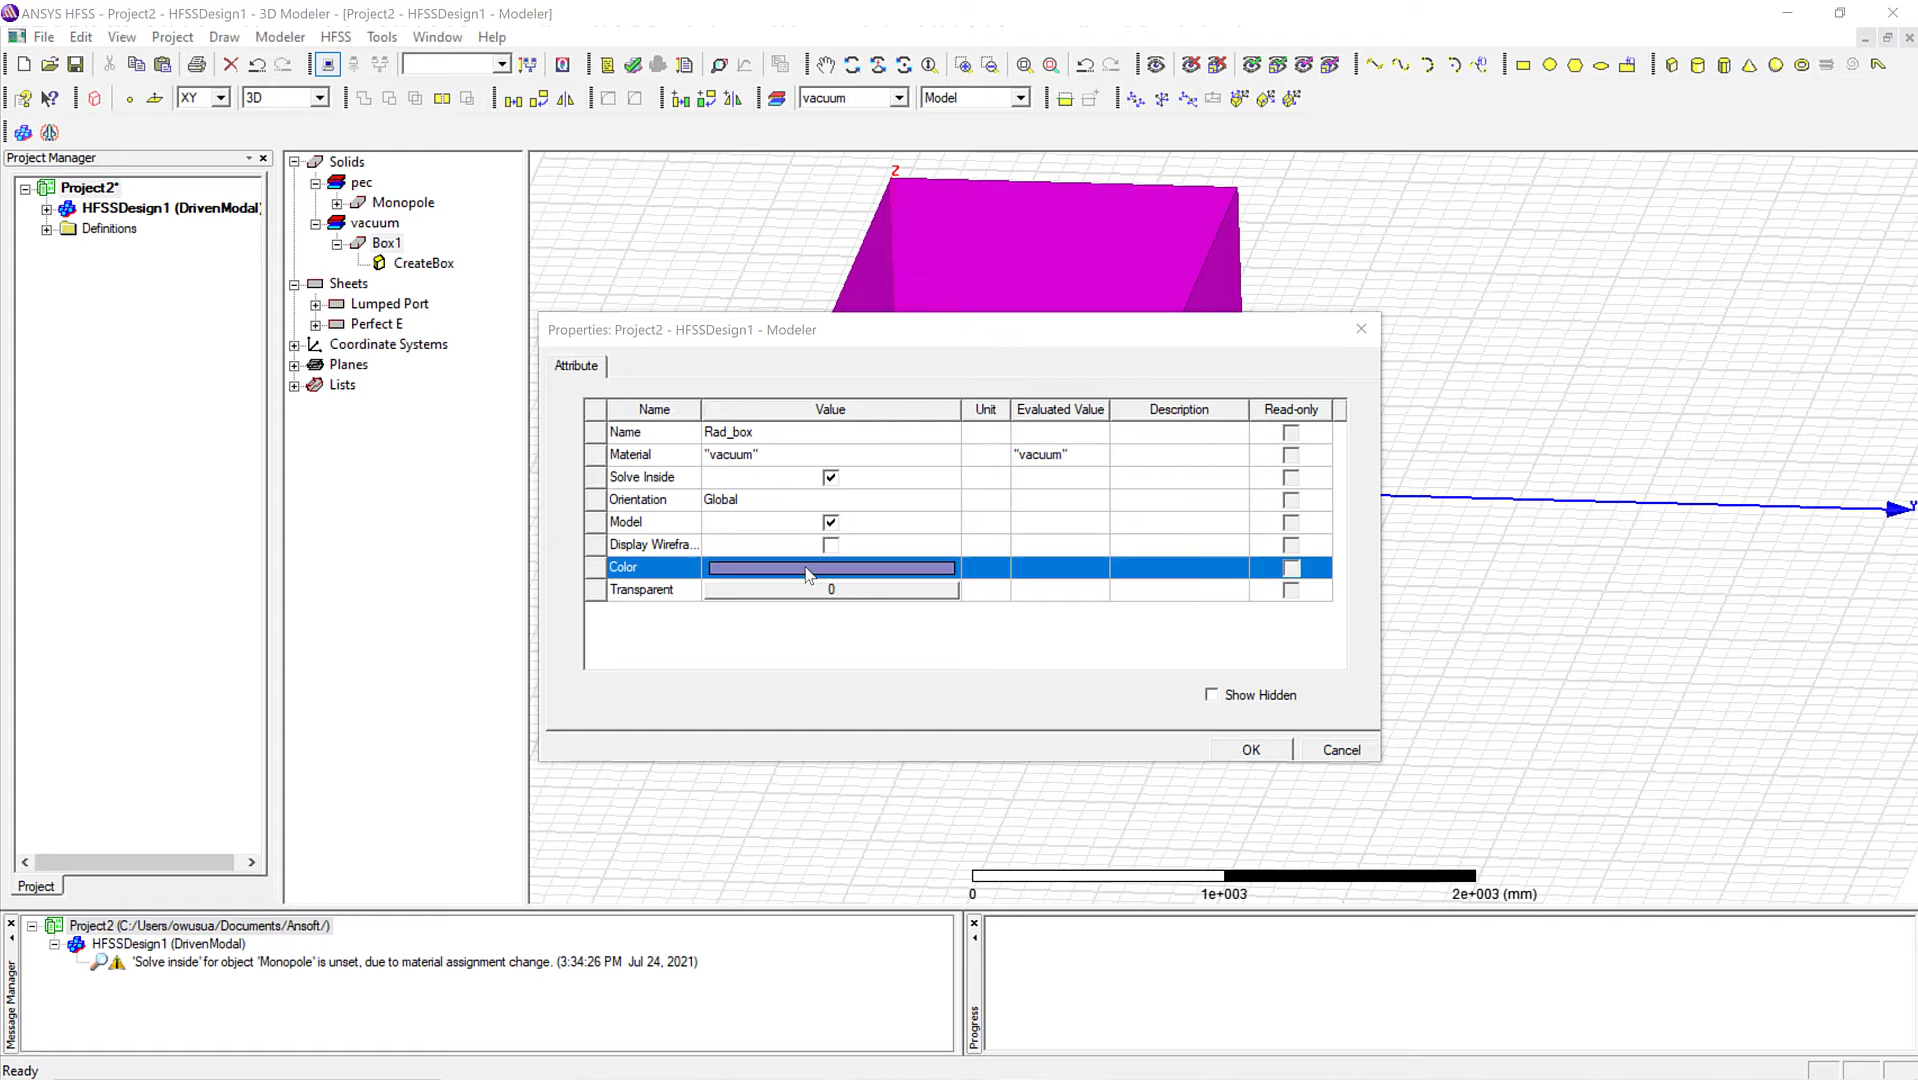 ANSYS HFSS - Project2 - HFSSDesign1 - 3D Modeler - [Project2 - HFSSDesign1 - Modeler]
File Edit View Project Draw Modeler HFSS Tools Window Help
XY 3D vacuum Model
Project Manager
Project2*
HFSSDesign1 (DrivenModal)
Definitions
Project
Solids
pec
Monopole
vacuum
Box1
CreateBox
Sheets
Lumped Port
Perfect E
Coordinate Systems
Planes
Lists
Z
Properties: Project2 - HFSSDesign1 - Modeler
Attribute
Name Value Unit Evaluated Value Description Read-only
Name Rad_box
Material "vacuum" "vacuum"
Solve Inside
Orientation Global
Model
Display Wirefra...
Color
Transparent 0
Show Hidden
OK Cancel
0 1e+003 2e+003 (mm)
Message Manager
Project2 (C:/Users/owusua/Documents/Ansoft/)
HFSSDesign1 (DrivenModal)
'Solve inside' for object 'Monopole' is unset, due to material assignment change. (3:34:26 PM Jul 24, 2021)
Progress
Ready